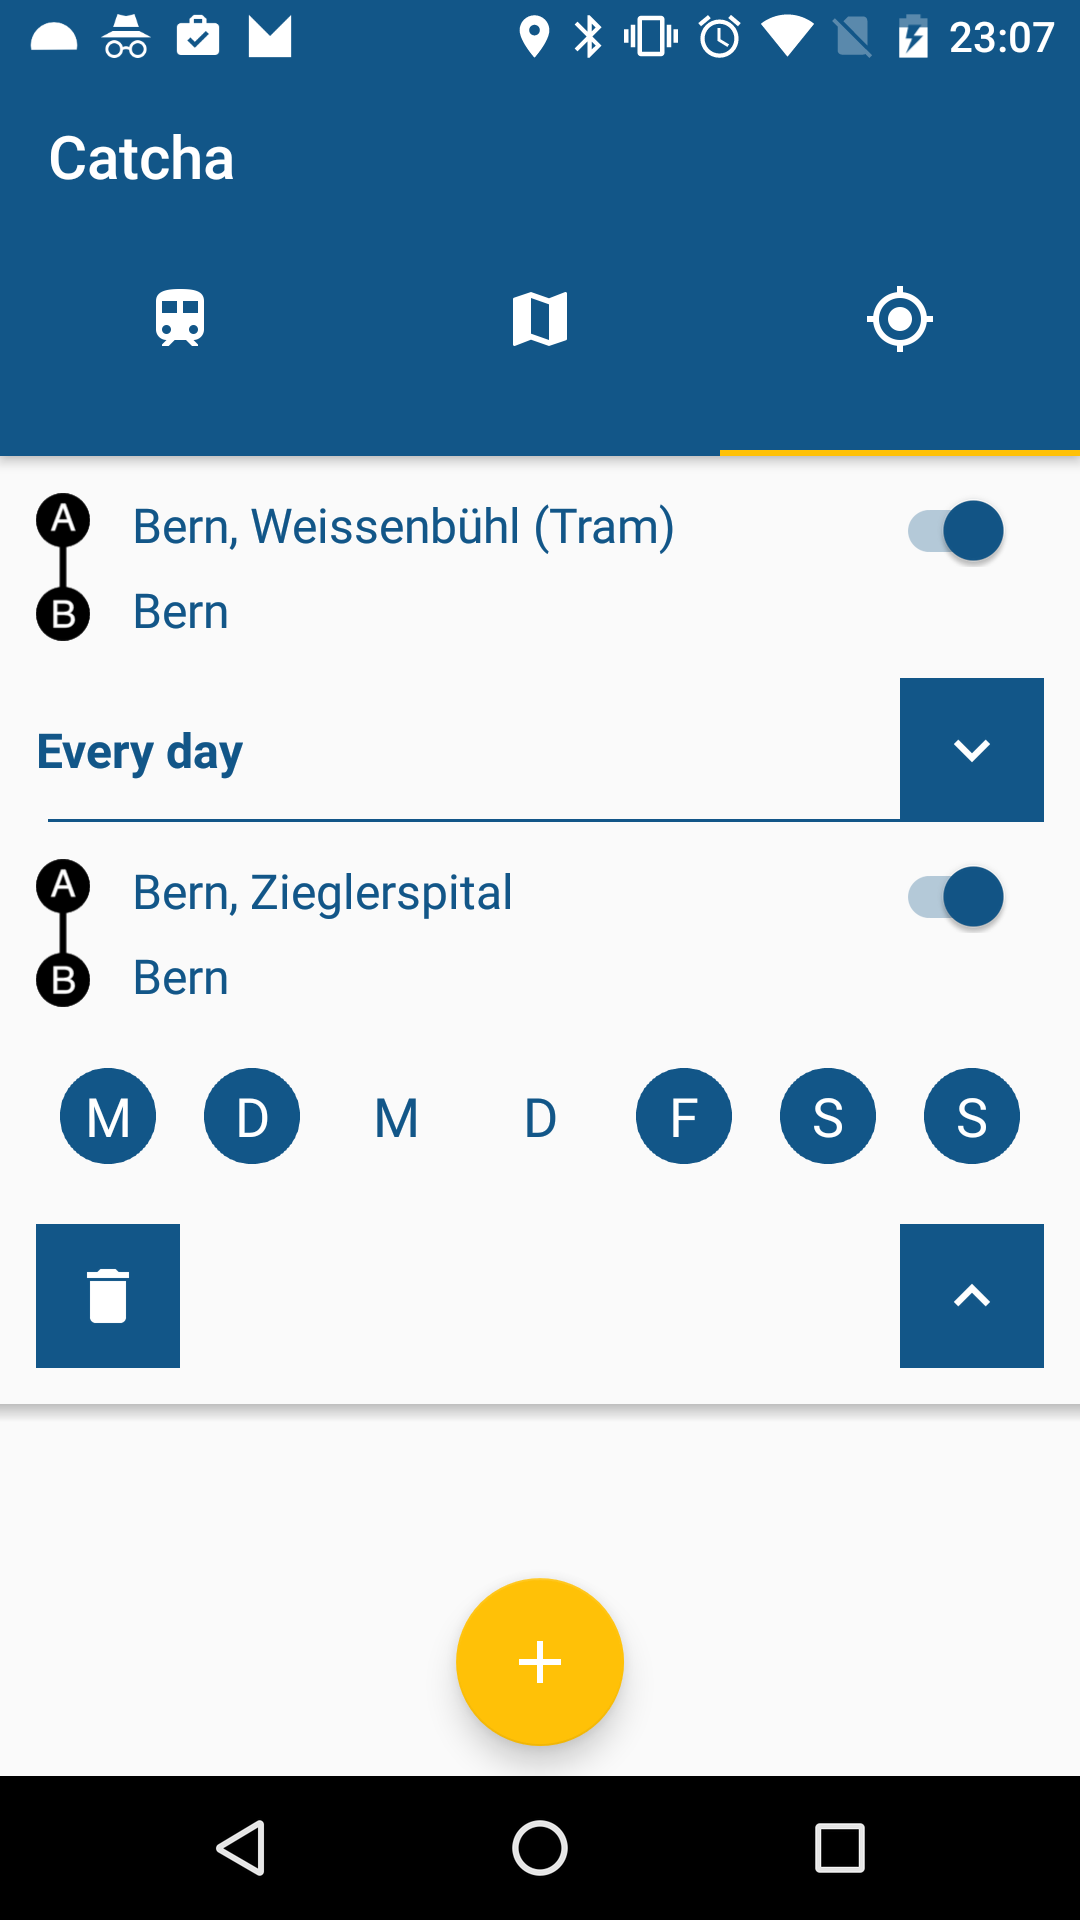 23:07
Catcha
A Bern, Weissenbühl (Tram)
B Bern
Every day
A Bern, Zieglerspital
B Bern
M D M D F S S